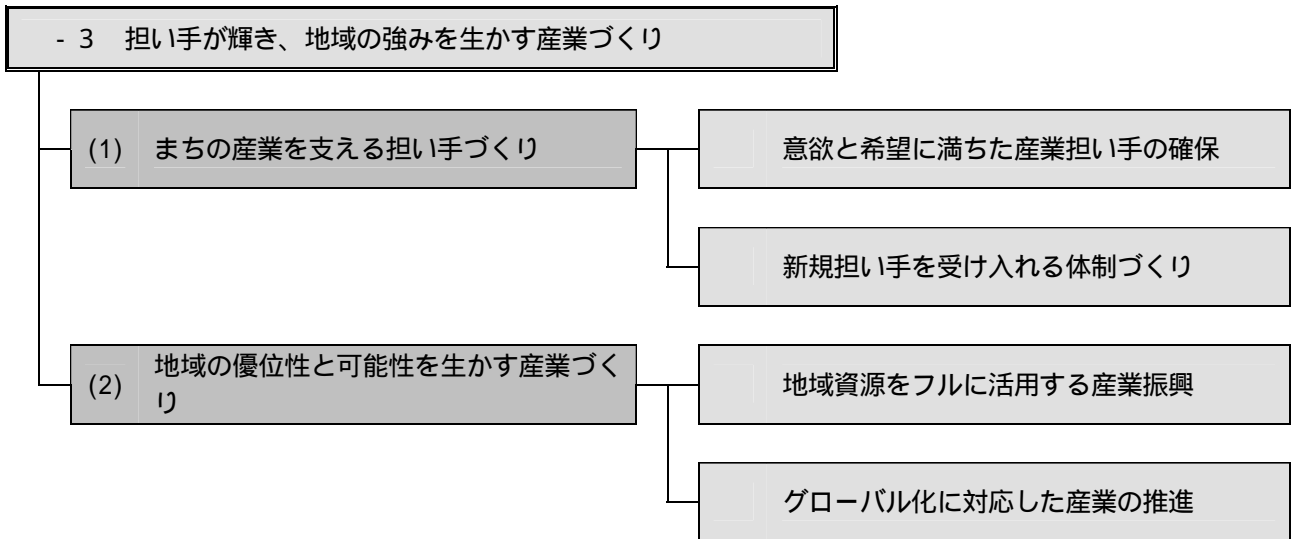 - 3 担い手が輝き、地域の強みを生かす産業づくり
(1) まちの産業を支える担い手づくり
意欲と希望に満ちた産業担い手の確保
新規担い手を受け入れる体制づくり
(2) 地域の優位性と可能性を生かす産業づく
り
地域資源をフルに活用する産業振興
グローバル化に対応した産業の推進